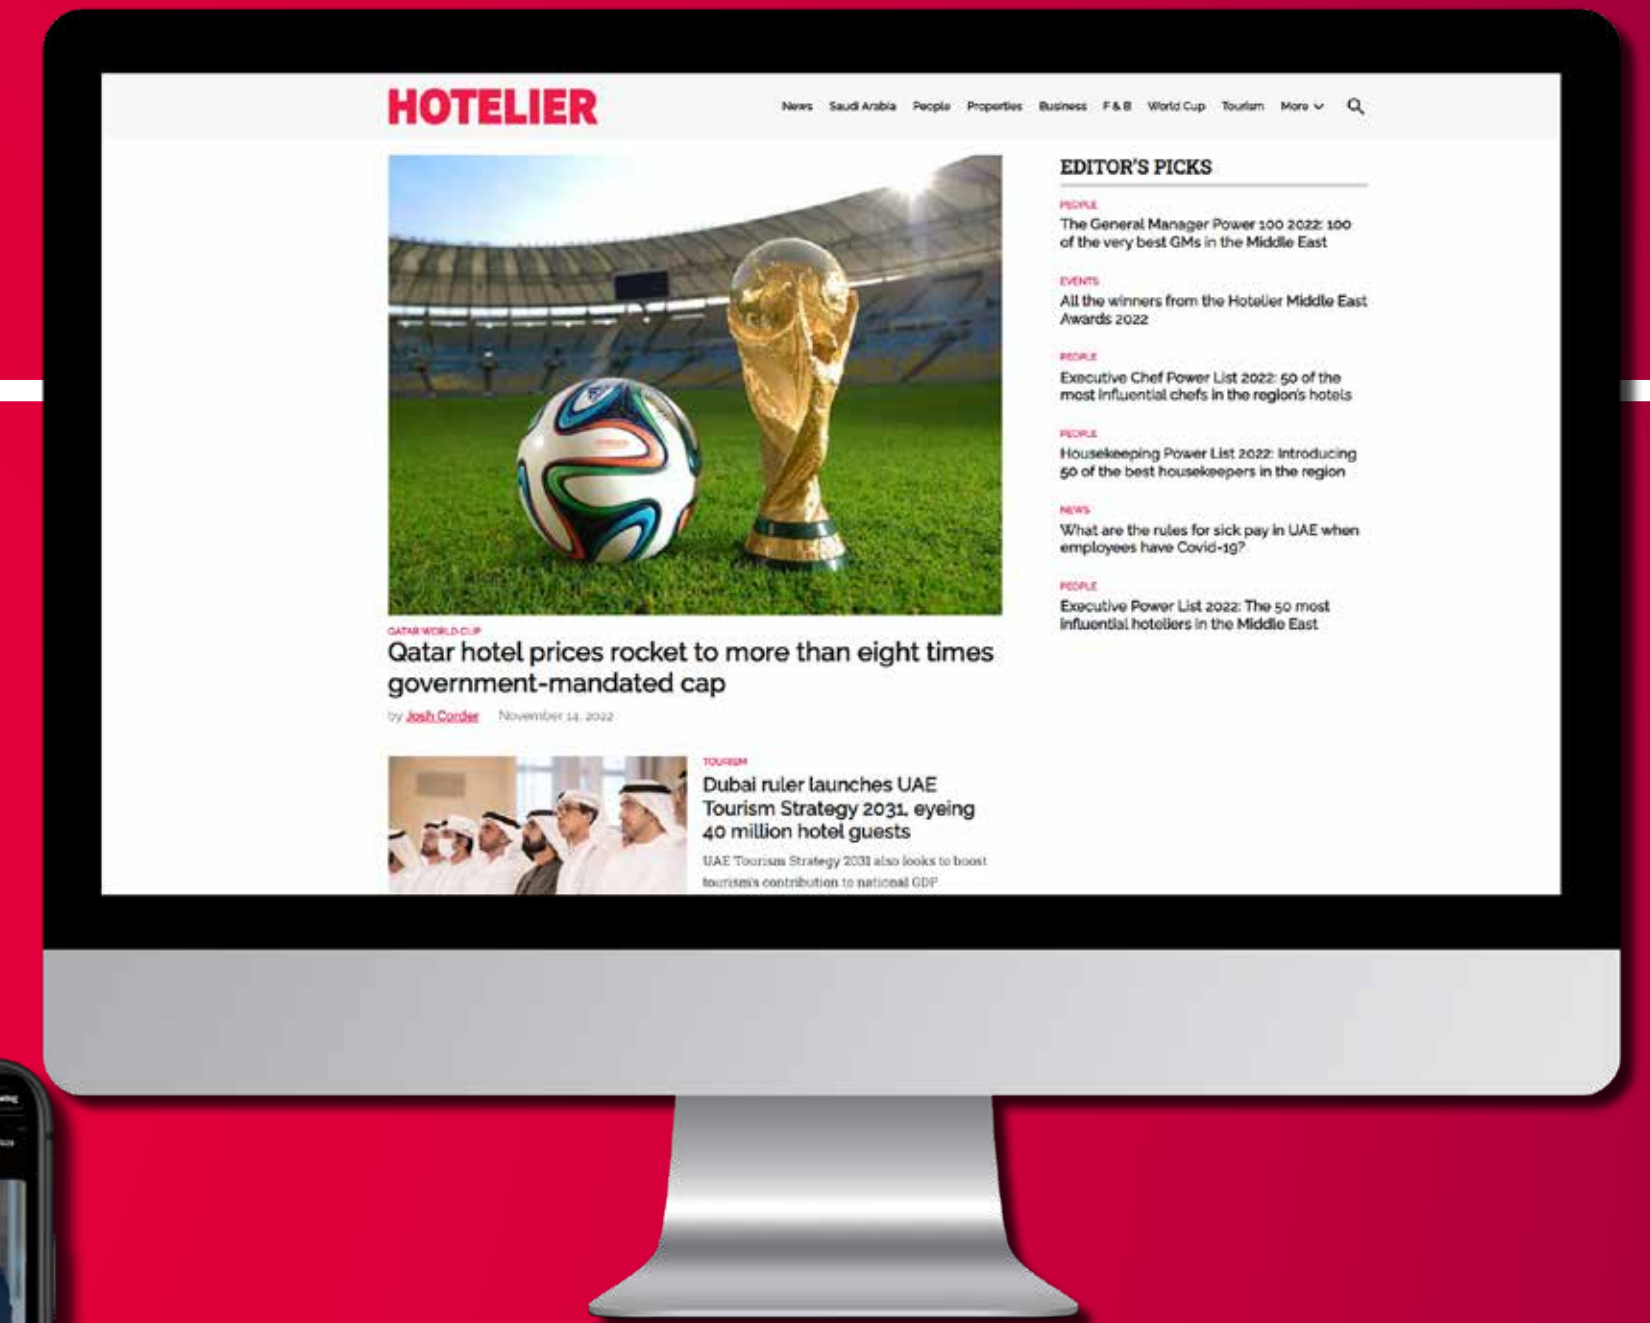 HOTELIER
News Saudi Arabia People Properties Business F & B World Cup Tourism More
QATAR WORLD CUP
Qatar hotel prices rocket to more than eight times
government-mandated cap
by Josh Corder November 14, 2022
TOURISM
Dubai ruler launches UAE
Tourism Strategy 2031, eyeing
40 million hotel guests
UAE Tourism Strategy 2031 also looks to boost
tourism's contribution to national GDP
EDITOR'S PICKS
PEOPLE
The General Manager Power 100 2022: 100
of the very best GMs in the Middle East
EVENTS
All the winners from the Hotelier Middle East
Awards 2022
PEOPLE
Executive Chef Power List 2022: 50 of the
most influential chefs in the region's hotels
PEOPLE
Housekeeping Power List 2022: Introducing
50 of the best housekeepers in the region
NEWS
What are the rules for sick pay in UAE when
employees have Covid-19?
PEOPLE
Executive Power List 2022: The 50 most
influential hoteliers in the Middle East